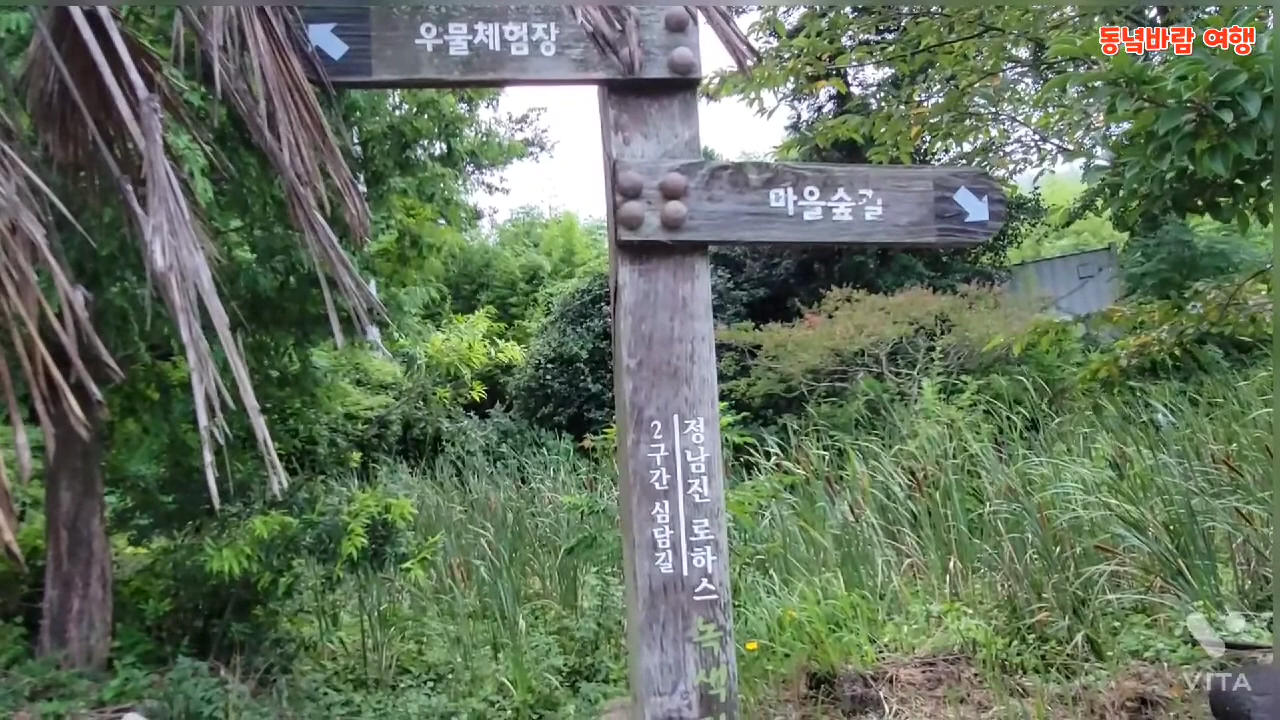 우물체험장
동녘바람 여행
마을숲길
정남진 로하스
녹색
2구간 심담길
VITA